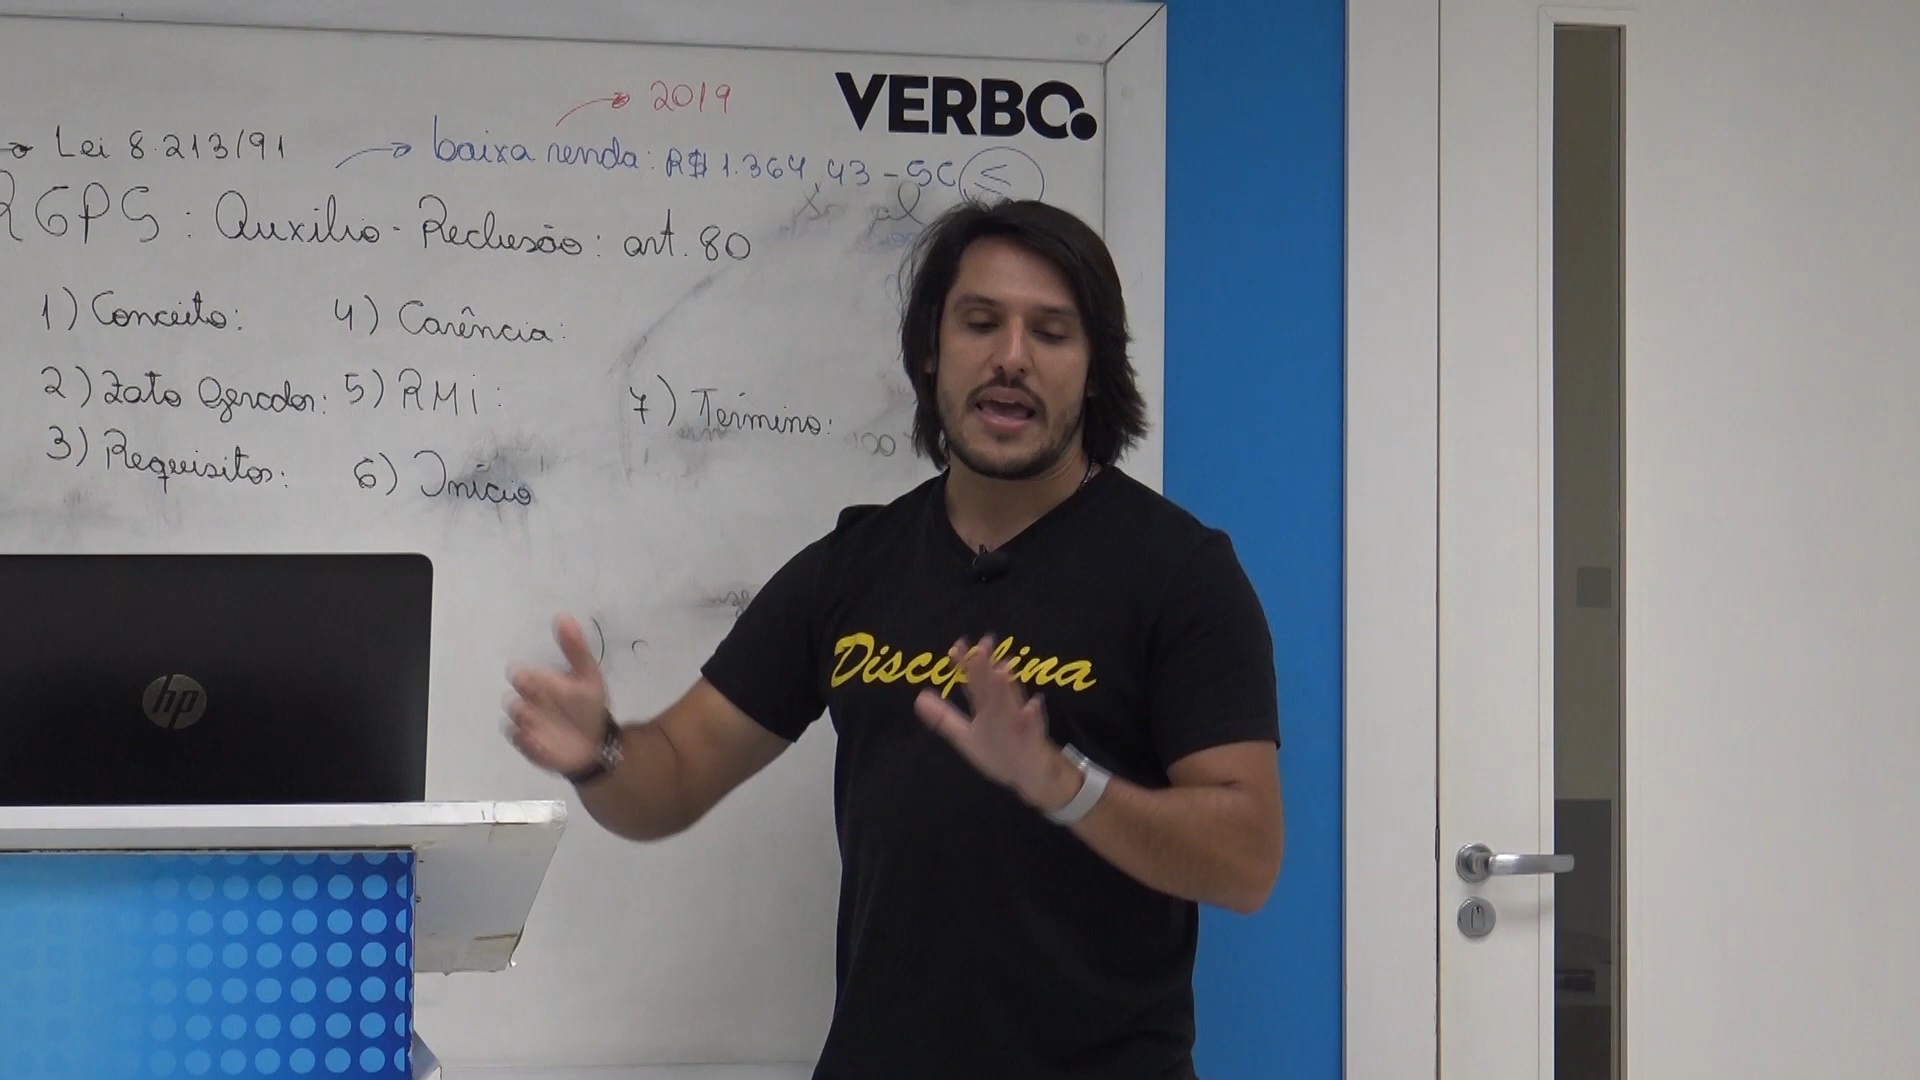 2019
VERBO.
Lei 8.213/91
baixa renda: R$ 1.364,43 - SC ≤
RGPS: Auxílio-Reclusão: art. 80
1) Conceito:
2) Fato Gerador:
3) Requisitos:
4) Carência:
5) RMI:
6) Início
7) Término:
100
hp
Disciplina